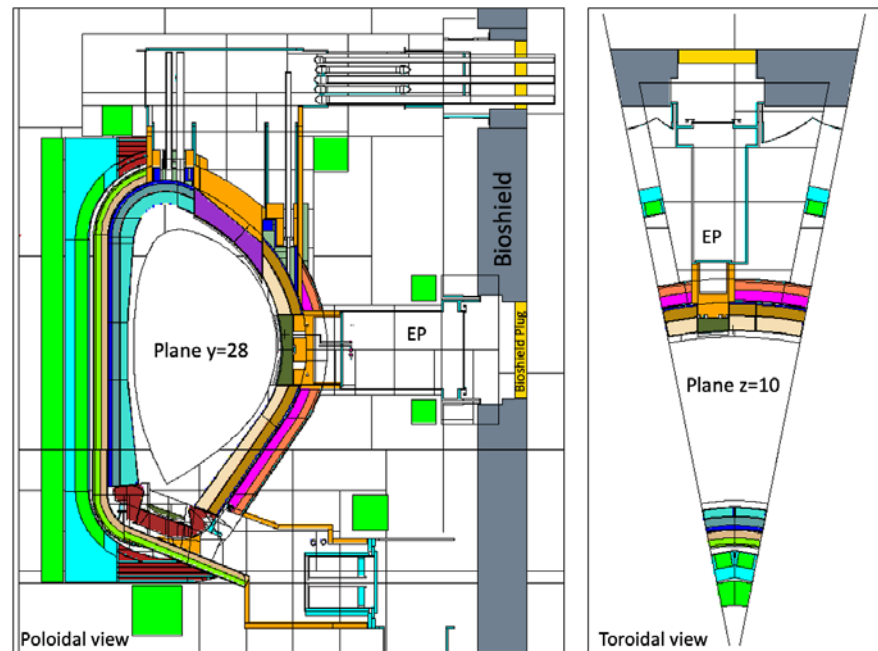 Bioshield
EP
Bioshield Plug
Plane y=28
Poloidal view
EP
Plane z=10
Toroidal view